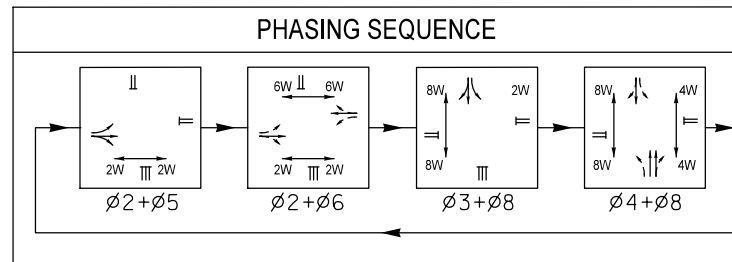 PHASING SEQUENCE
6W 6W 8W 2W 8W 4W
2W 2W 2W 2W 8W 8W 4W
Ø2+Ø5 Ø2+Ø6 Ø3+Ø8 Ø4+Ø8